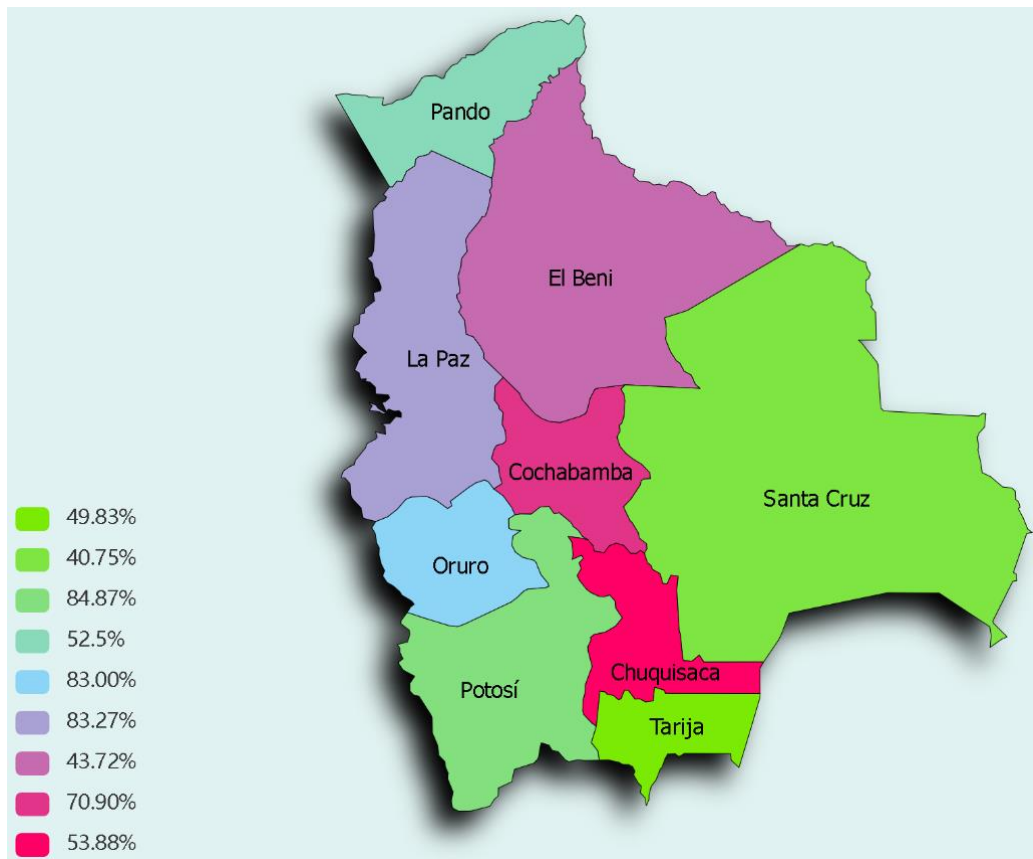 Pando
El Beni
La Paz
Cochabamba
Santa Cruz
Oruro
Chuquisaca
Potosí
Tarija
49.83%
40.75%
84.87%
52.5%
83.00%
83.27%
43.72%
70.90%
53.88%